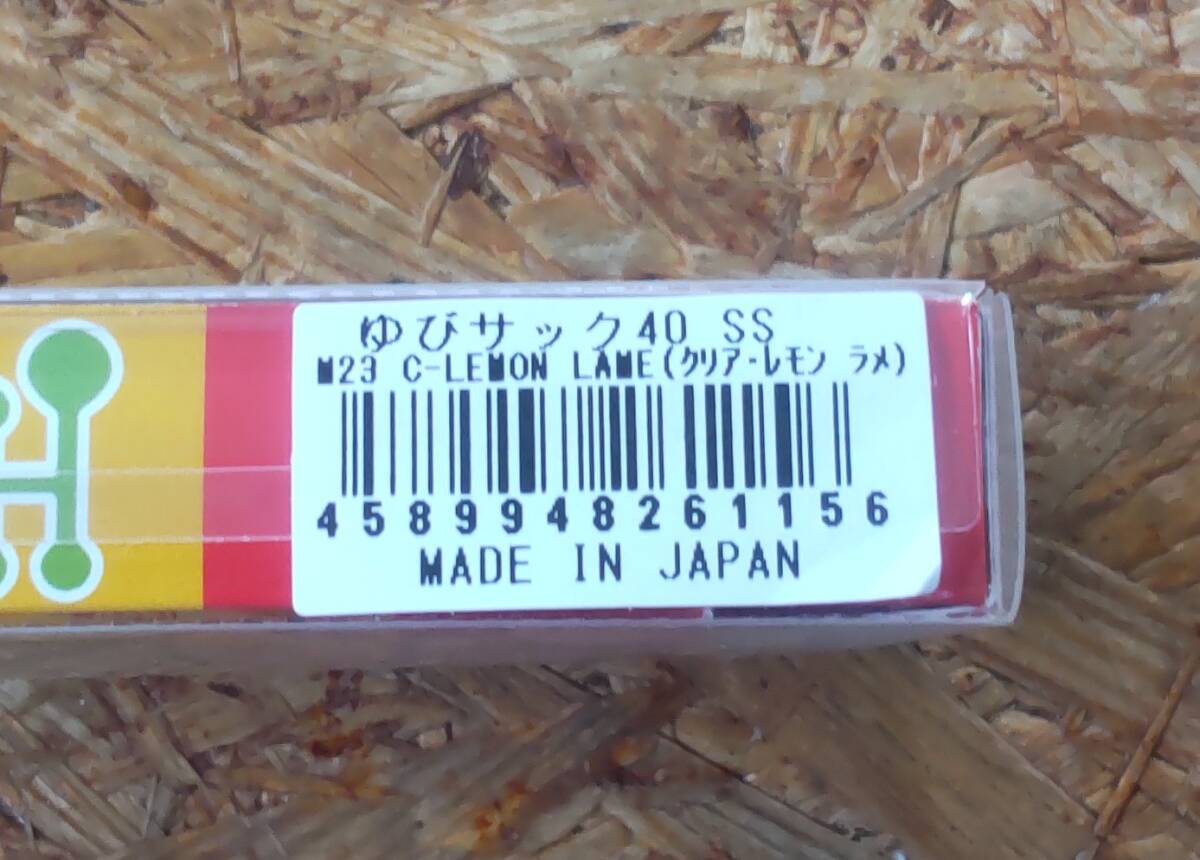 ゆびサック40 SS
M23 C-LEMON LAME(ｸﾘｱｰﾚﾓﾝ ﾗﾒ)
4589948261156
MADE IN JAPAN